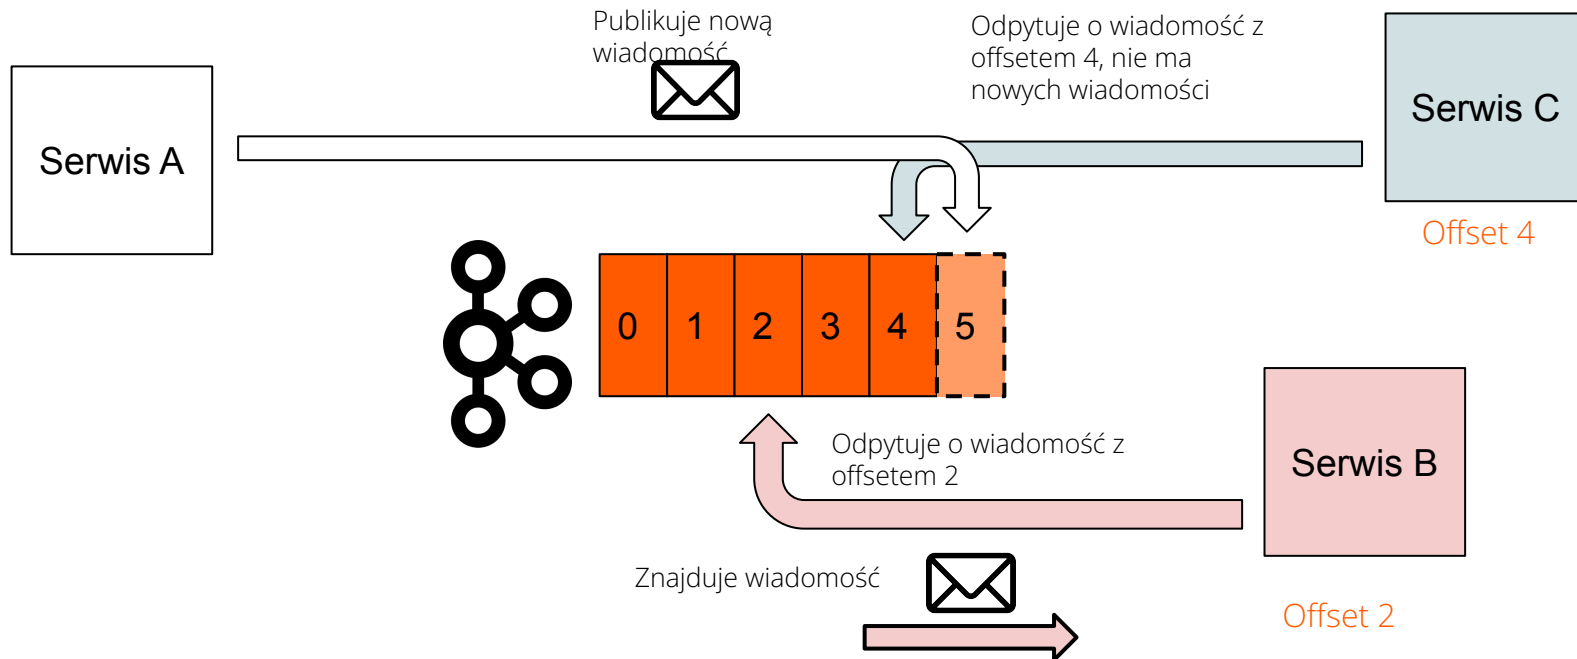 Publikuje nową
wiadomość
Odpytuje o wiadomość z
offsetem 4, nie ma
nowych wiadomości
Serwis A
Serwis C
Offset 4
0 1 2 3 4 5
Odpytuje o wiadomość z
offsetem 2
Serwis B
Znajduje wiadomość
Offset 2